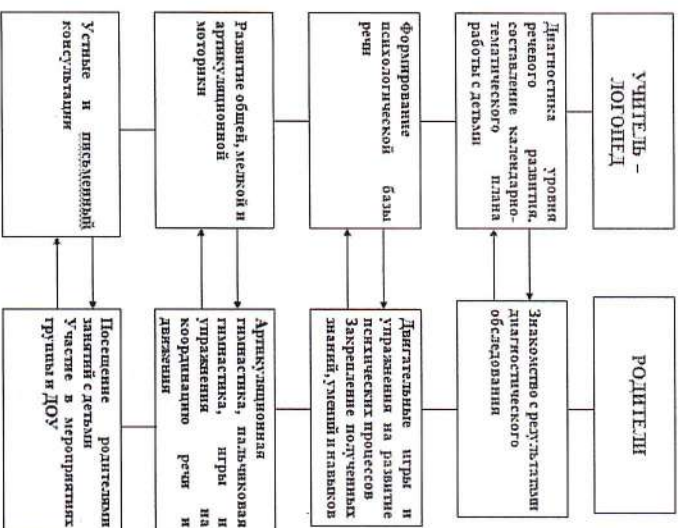 УЧИТЕЛЬ –
ЛОГОПЕД
РОДИТЕЛИ
Диагностика уровня
речевого развития,
составление календарно-
тематического плана
работы с детьми
Знакомство с результатами
диагностического
обследования
Формирование
психологической базы
речи
Двигательные игры и
упражнения на развитие
психических процессов
Закрепление полученных
знаний, умений и навыков
Развитие общей, мелкой и
артикуляционной
моторики
Артикуляционная
гимнастика, пальчиковая
гимнастика, игры и
упражнения на
координацию речи и
движения
Устные и письменный
консультации
Посещение родителями
занятий с детьми
Участие в мероприятиях
группы и ДОУ